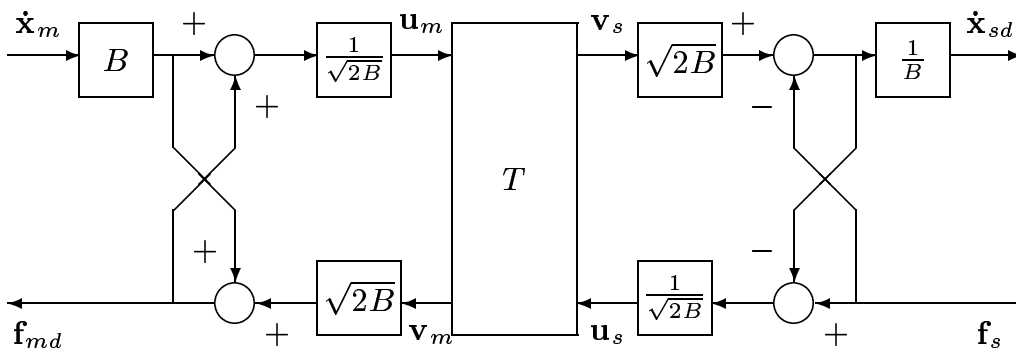 ẋ_m + u_m v_s + ẋ_sd
B 1/√2B √2B 1/B
+ −
T
+ −
√2B 1/√2B
f_md + v_m u_s + f_s